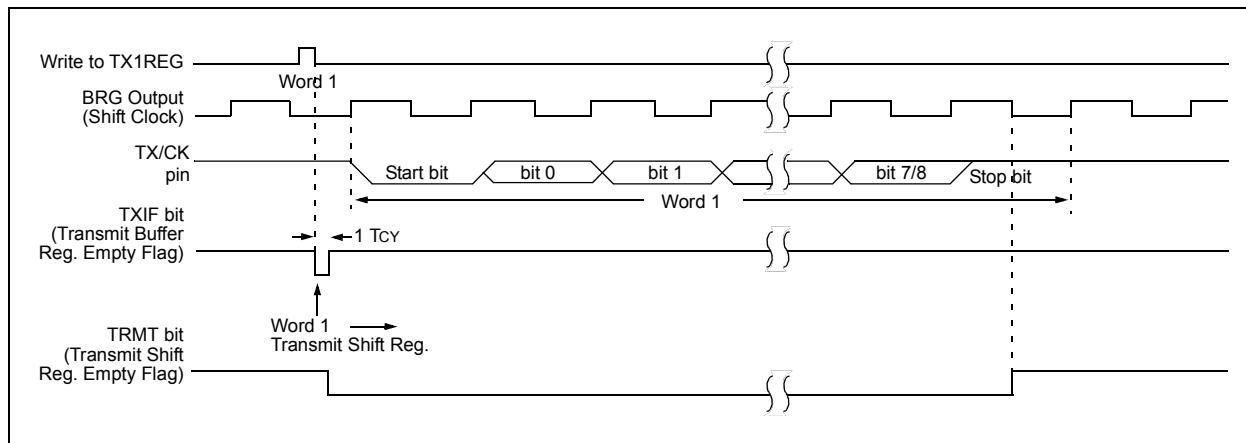 Write to TX1REG
Word 1
BRG Output
(Shift Clock)
TX/CK
pin
Start bit
bit 0
bit 1
bit 7/8
Stop bit
Word 1
TXIF bit
(Transmit Buffer
Reg. Empty Flag)
1 TCY
Word 1
Transmit Shift Reg.
TRMT bit
(Transmit Shift
Reg. Empty Flag)